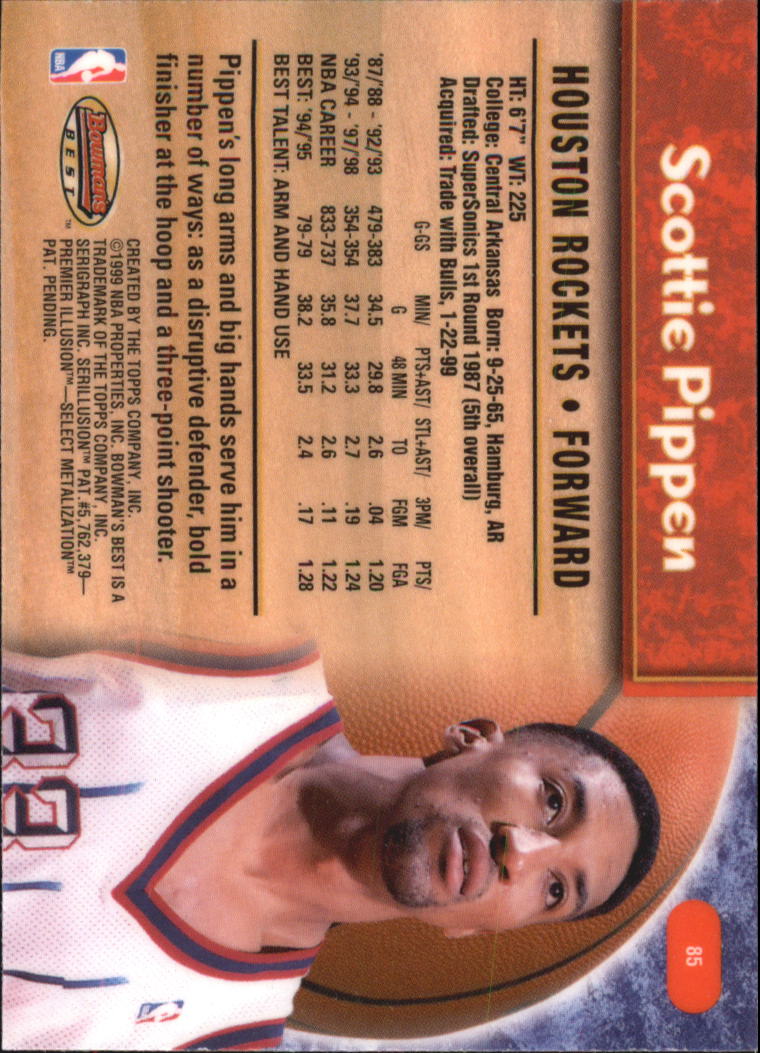 Scottie Pippen
HOUSTON ROCKETS • FORWARD
HT: 6'7" WT: 225
College: Central Arkansas Born: 9-25-65, Hamburg, AR
Drafted: SuperSonics 1st Round 1987 (5th overall)
Acquired: Trade with Bulls, 1-22-99
G-GS MIN/ PTS+AST/ STL+AST/ 3PM/ PTS/
G 48 MIN TO FGM FGA
'87/'88 - '92/'93 479-383 34.5 29.8 2.6 .04 1.20
'93/'94 - '97/'98 354-354 37.7 33.3 2.7 .19 1.24
NBA CAREER 833-737 35.8 31.2 2.6 .11 1.22
BEST: '94/'95 79-79 38.2 33.5 2.4 .17 1.28
BEST TALENT: ARM AND HAND USE
Pippen's long arms and big hands serve him in a
number of ways: as a disruptive defender, bold
finisher at the hoop and a three-point shooter.
NBA
Bowman's
BEST™
CREATED BY THE TOPPS COMPANY, INC.
©1999 NBA PROPERTIES, INC. BOWMAN'S BEST IS A
TRADEMARK OF THE TOPPS COMPANY, INC.
SERIGRAPH INC. SERILLUSION™ PAT. #5,762,379—
PREMIER ILLUSION™—SELECT METALIZATION™
PAT. PENDING.
33
85